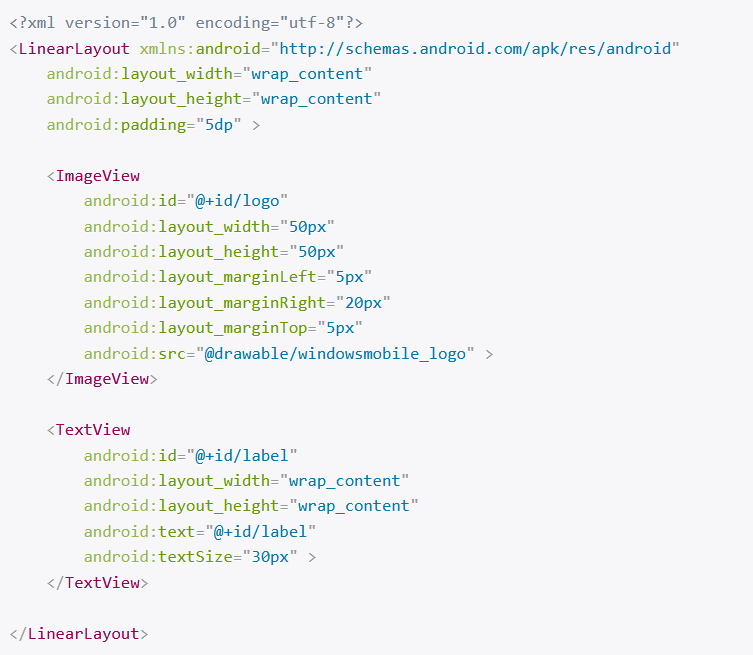 <?xml version="1.0" encoding="utf-8"?>
<LinearLayout xmlns:android="http://schemas.android.com/apk/res/android"
    android:layout_width="wrap_content"
    android:layout_height="wrap_content"
    android:padding="5dp" >

    <ImageView
        android:id="@+id/logo"
        android:layout_width="50px"
        android:layout_height="50px"
        android:layout_marginLeft="5px"
        android:layout_marginRight="20px"
        android:layout_marginTop="5px"
        android:src="@drawable/windowsmobile_logo" >
    </ImageView>

    <TextView
        android:id="@+id/label"
        android:layout_width="wrap_content"
        android:layout_height="wrap_content"
        android:text="@+id/label"
        android:textSize="30px" >
    </TextView>

</LinearLayout>